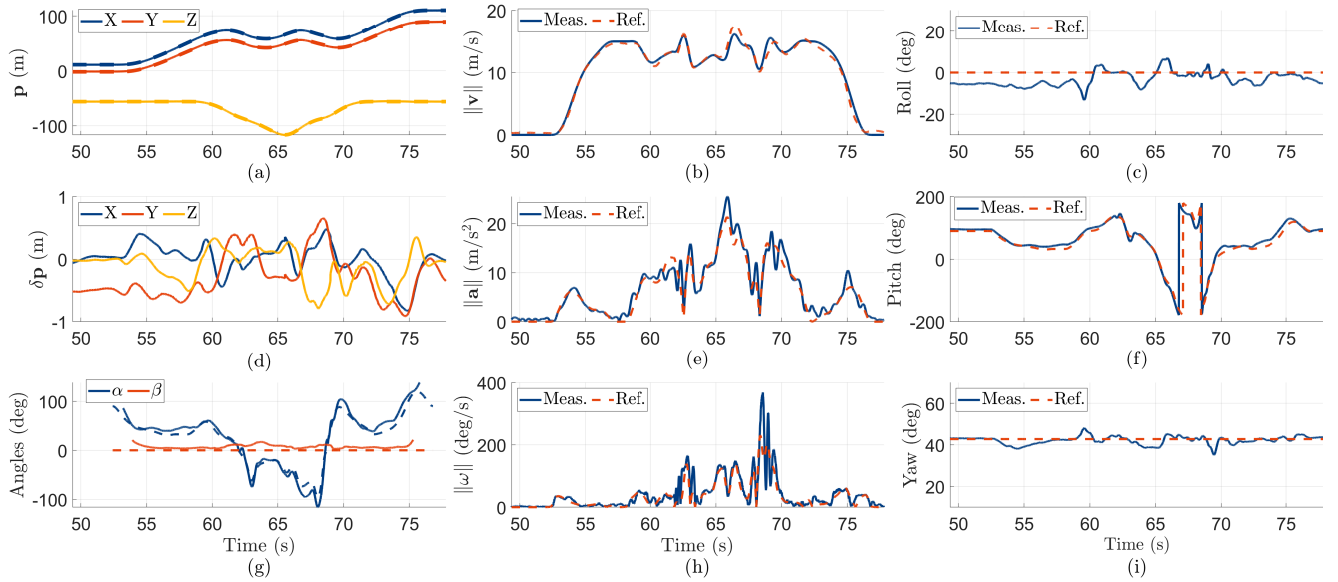 X Y Z
p (m)
100
0
-100
50 55 60 65 70 75
(a)
Meas. Ref.
||v|| (m/s)
20
10
0
50 55 60 65 70 75
(b)
Meas. Ref.
Roll (deg)
20
0
-20
50 55 60 65 70 75
(c)
X Y Z
δp (m)
1
0
-1
50 55 60 65 70 75
(d)
Meas. Ref.
||a|| (m/s²)
20
10
0
50 55 60 65 70 75
(e)
Meas. Ref.
Pitch (deg)
200
0
-200
50 55 60 65 70 75
(f)
α β
Angles (deg)
100
0
-100
50 55 60 65 70 75
Time (s)
(g)
Meas. Ref.
||ω|| (deg/s)
400
200
0
50 55 60 65 70 75
Time (s)
(h)
Meas. Ref.
Yaw (deg)
60
40
20
50 55 60 65 70 75
Time (s)
(i)